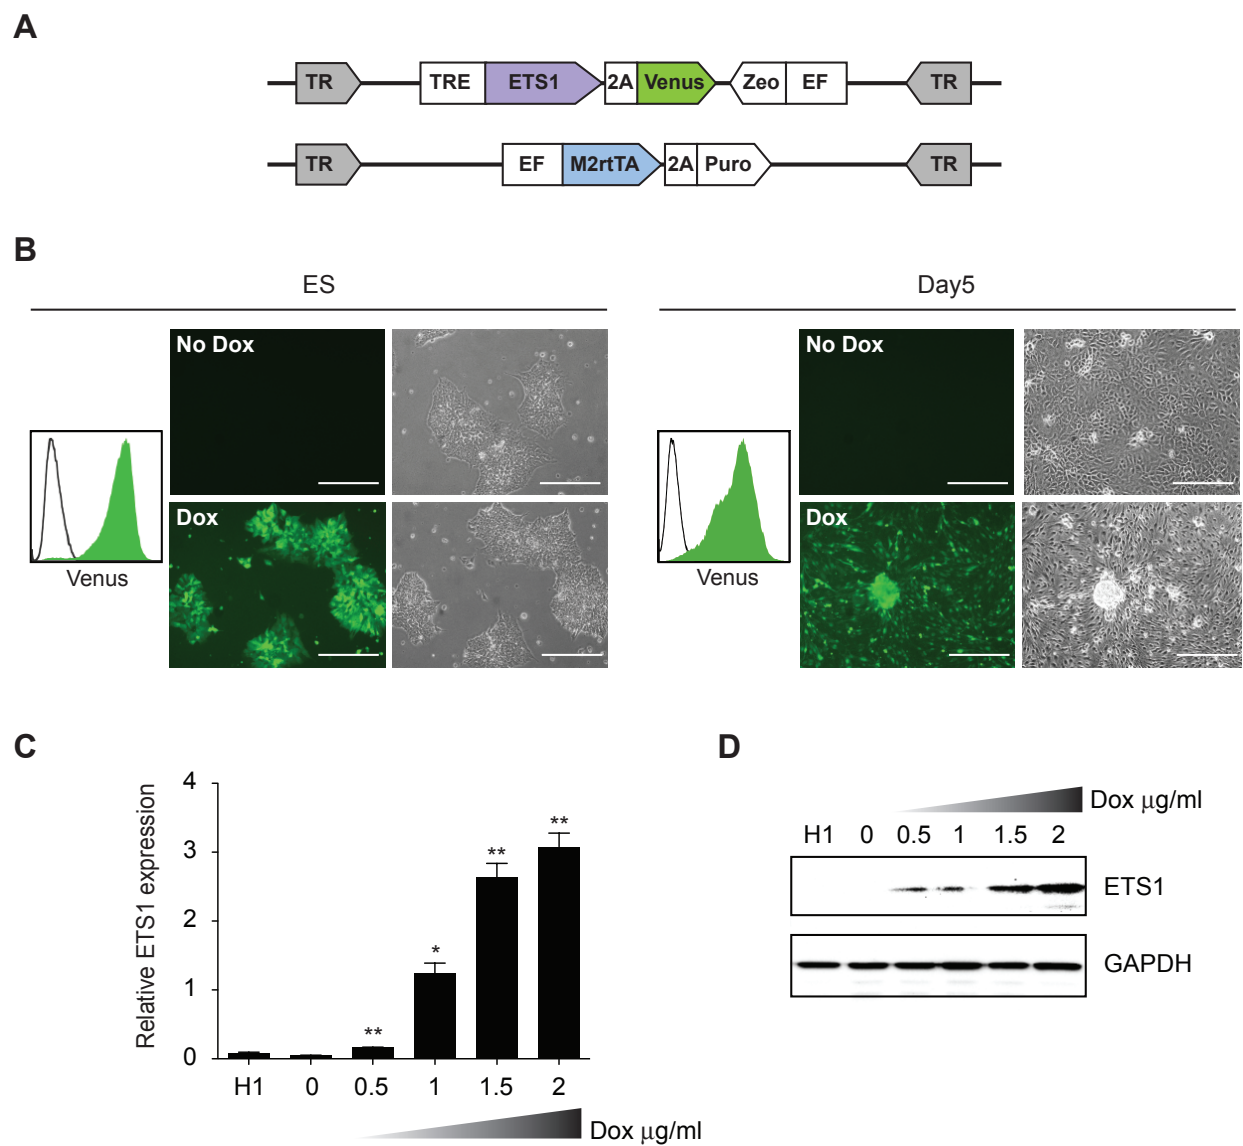 A
TR TRE ETS1 2A Venus Zeo EF TR
TR EF M2rtTA 2A Puro TR
B
ES Day5
No Dox No Dox
Dox Dox
Venus Venus
C
Relative ETS1 expression
4
3
2
1
0
** * ** **
H1 0 0.5 1 1.5 2
Dox μg/ml
D
Dox μg/ml
H1 0 0.5 1 1.5 2
ETS1
GAPDH